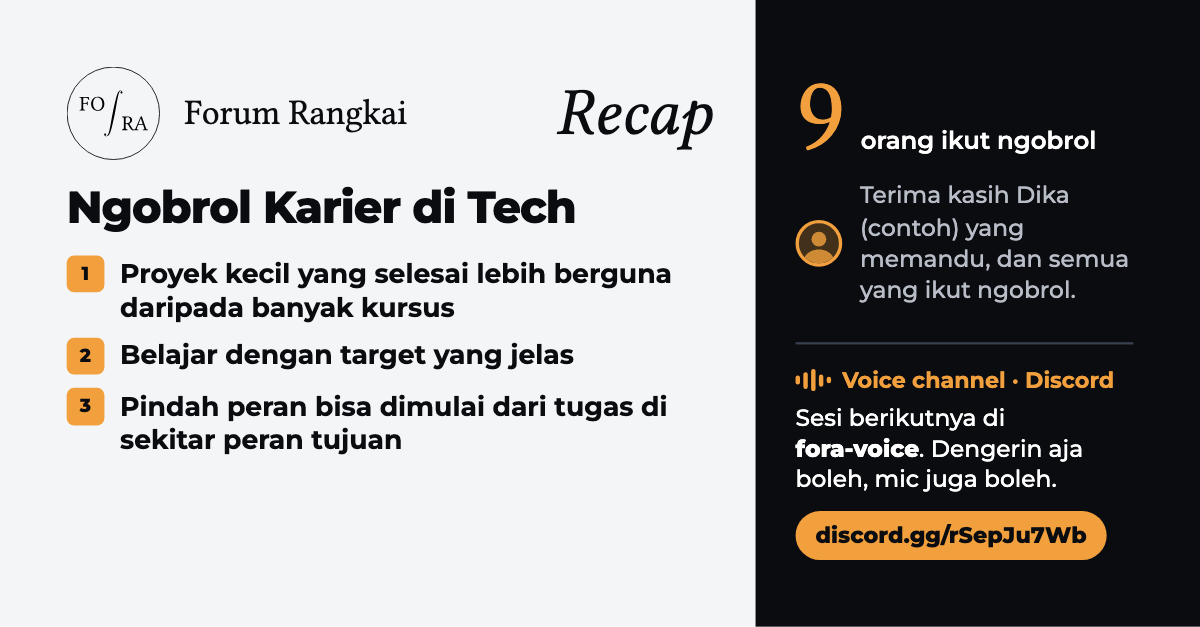 FO
RA
Forum Rangkai
Recap
Ngobrol Karier di Tech
1
Proyek kecil yang selesai lebih berguna
daripada banyak kursus
2
Belajar dengan target yang jelas
3
Pindah peran bisa dimulai dari tugas di
sekitar peran tujuan
9
orang ikut ngobrol
Terima kasih Dika
(contoh) yang
memandu, dan semua
yang ikut ngobrol.
Voice channel · Discord
Sesi berikutnya di
fora-voice. Dengerin aja
boleh, mic juga boleh.
discord.gg/rSepJu7Wb